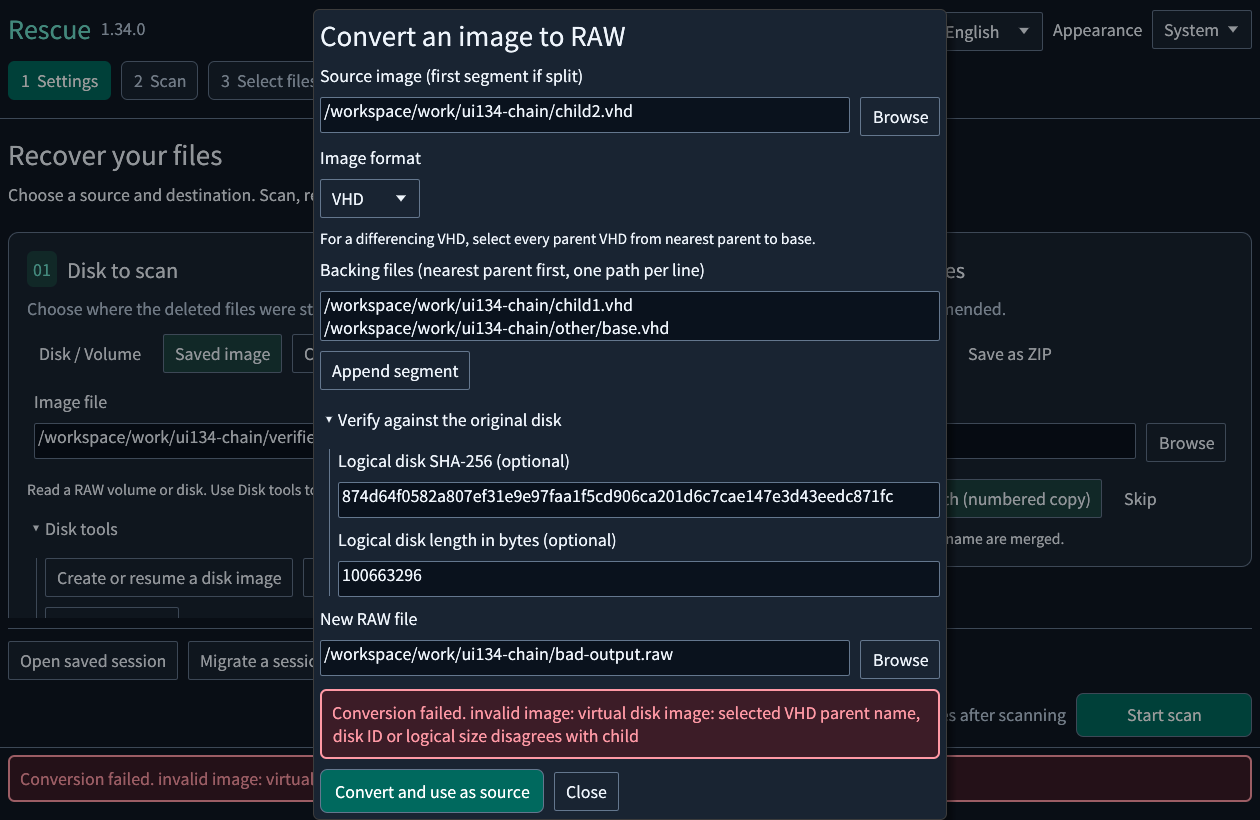 Rescue 1.34.0
English
Appearance
System
1 Settings
2 Scan
3 Select files
Recover your files
Choose a source and destination. Scan,
01 Disk to scan
Choose where the deleted files were
Disk / Volume
Saved image
Image file
/workspace/work/ui134-chain/
Read a RAW volume or disk. Use Disk tools
Disk tools
Create or resume a disk image
Open saved session
Migrate a
Conversion failed. invalid image: virtual
Convert an image to RAW
Source image (first segment if split)
/workspace/work/ui134-chain/child2.vhd
Browse
Image format
VHD
For a differencing VHD, select every parent VHD from nearest parent to base.
Backing files (nearest parent first, one path per line)
/workspace/work/ui134-chain/child1.vhd
/workspace/work/ui134-chain/other/base.vhd
Append segment
Verify against the original disk
Logical disk SHA-256 (optional)
874d64f0582a807ef31e9e97faa1f5cd906ca201d6c7cae147e3d43eedc871fc
Logical disk length in bytes (optional)
100663296
New RAW file
/workspace/work/ui134-chain/bad-output.raw
Browse
Conversion failed. invalid image: virtual disk image: selected VHD parent name,
disk ID or logical size disagrees with child
Convert and use as source
Close
Save as ZIP
Browse
(numbered copy)
Skip
name are merged.
after scanning
Start scan